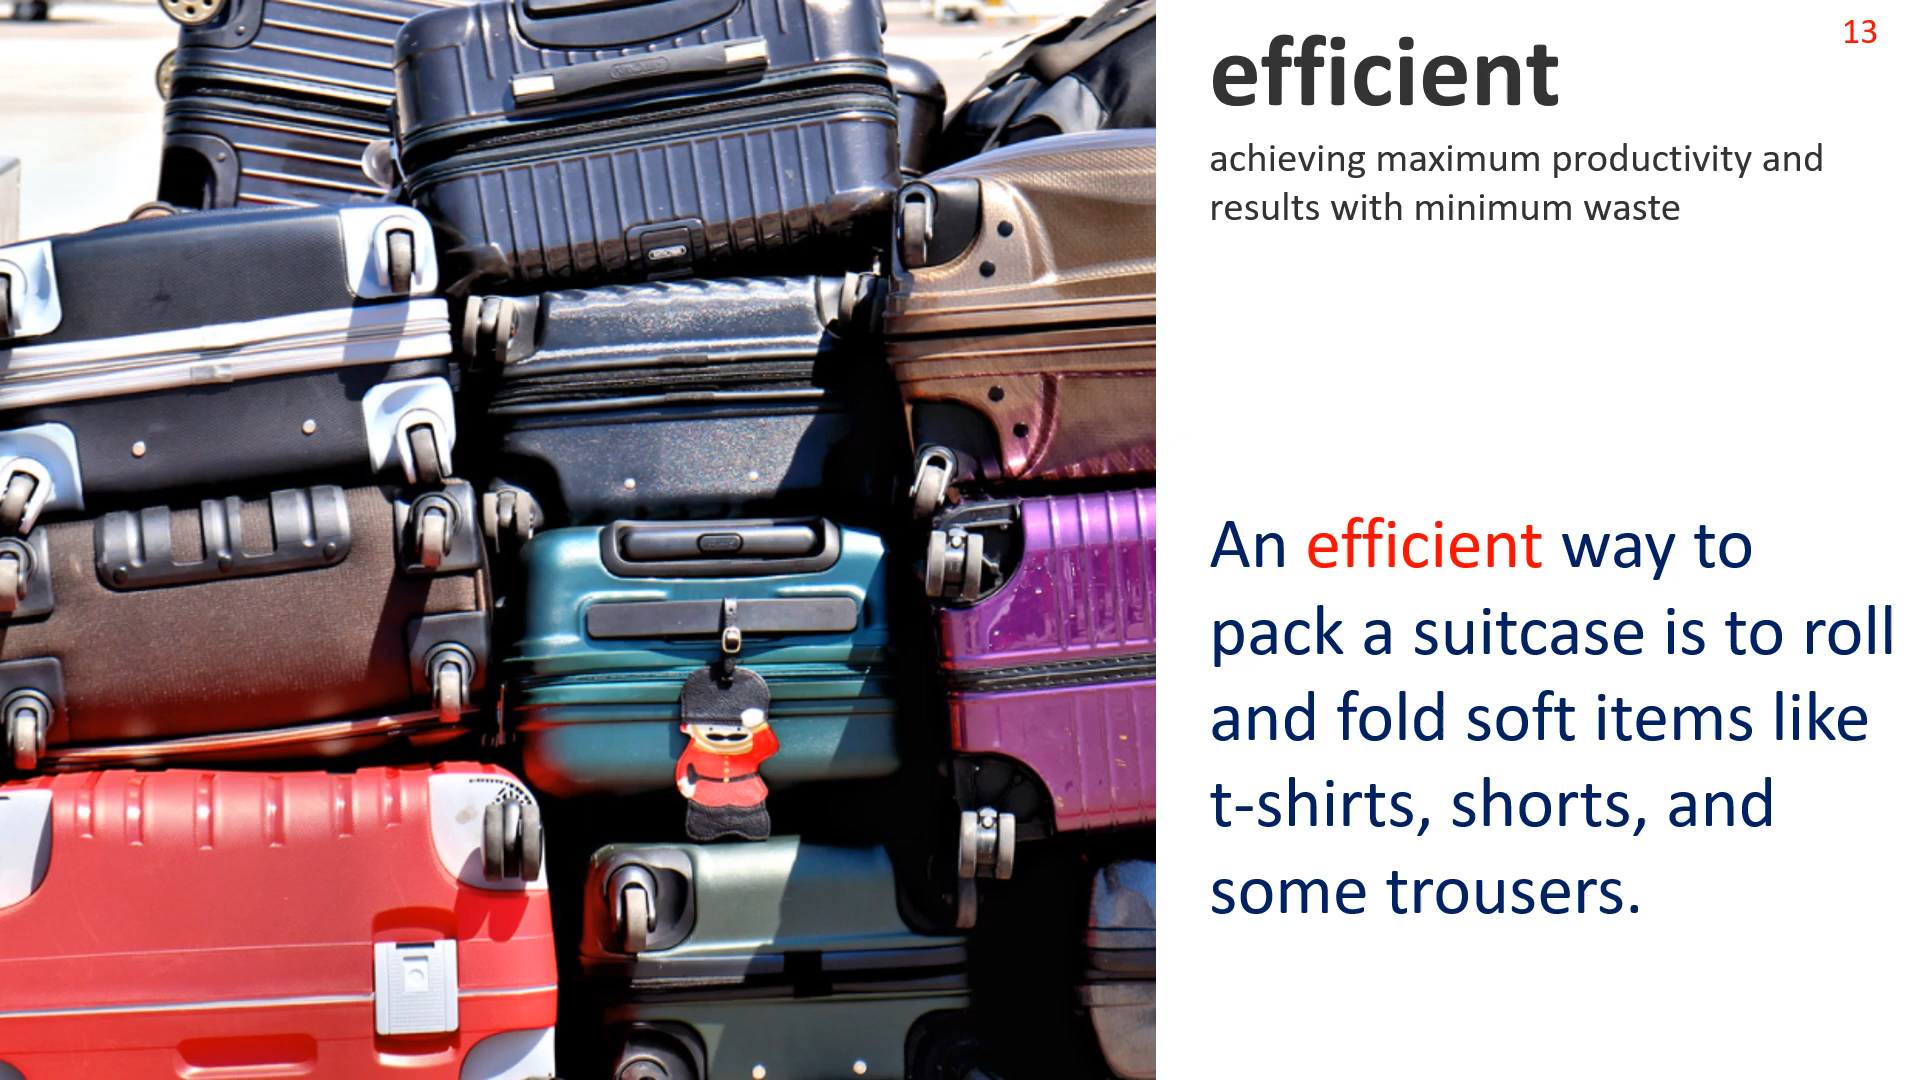 13
efficient
achieving maximum productivity and
results with minimum waste
An efficient way to
pack a suitcase is to roll
and fold soft items like
t-shirts, shorts, and
some trousers.